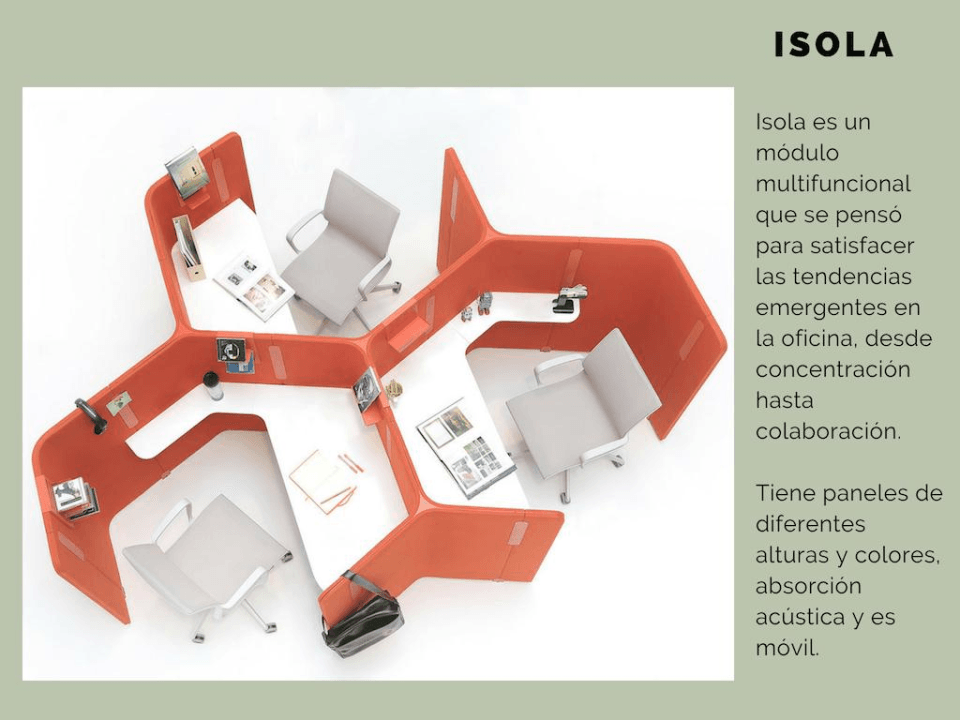 ISOLA
Isola es un
módulo
multifuncional
que se pensó
para satisfacer
las tendencias
emergentes en
la oficina, desde
concentración
hasta
colaboración.
Tiene paneles de
diferentes
alturas y colores,
absorción
acústica y es
móvil.